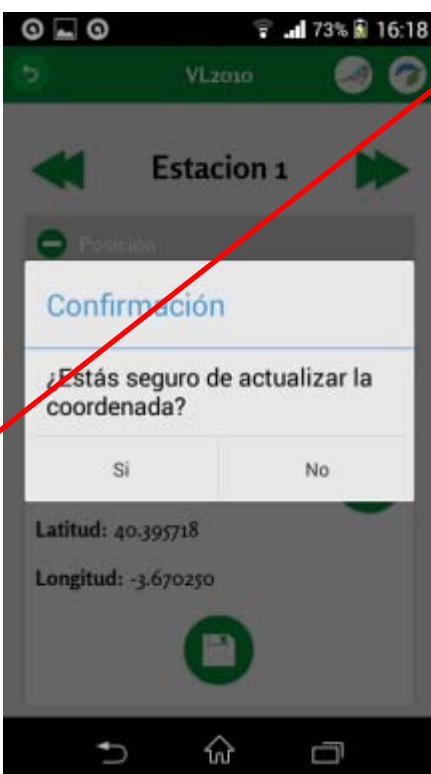 73% 16:18
VL2010
Estacion 1
Posición
Confirmación
¿Estás seguro de actualizar la
coordenada?
Si No
Latitud: 40.395718
Longitud: -3.670250